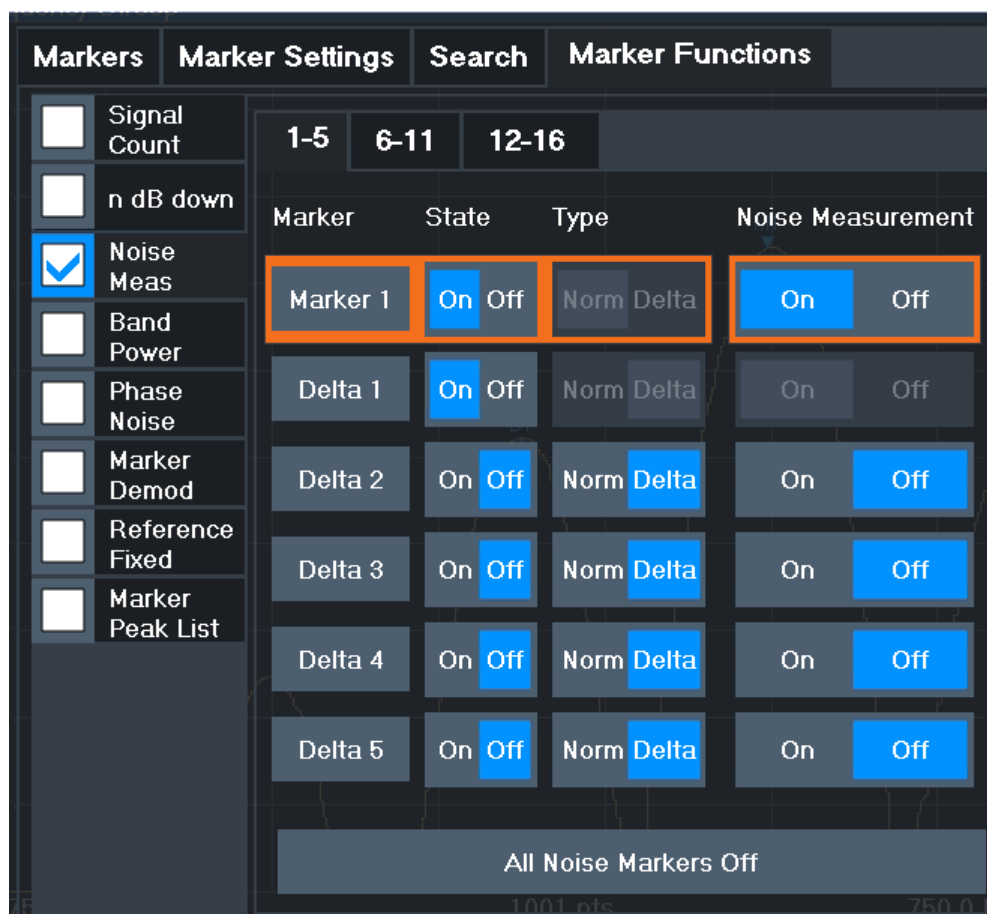 Markers Marker Settings Search Marker Functions
Signal
Count
n dB down
Noise
Meas
Band
Power
Phase
Noise
Marker
Demod
Reference
Fixed
Marker
Peak List
1-5 6-11 12-16
Marker State Type Noise Measurement
Marker 1 On Off Norm Delta On Off
Delta 1 On Off Norm Delta On Off
Delta 2 On Off Norm Delta On Off
Delta 3 On Off Norm Delta On Off
Delta 4 On Off Norm Delta On Off
Delta 5 On Off Norm Delta On Off
All Noise Markers Off
1001 pts